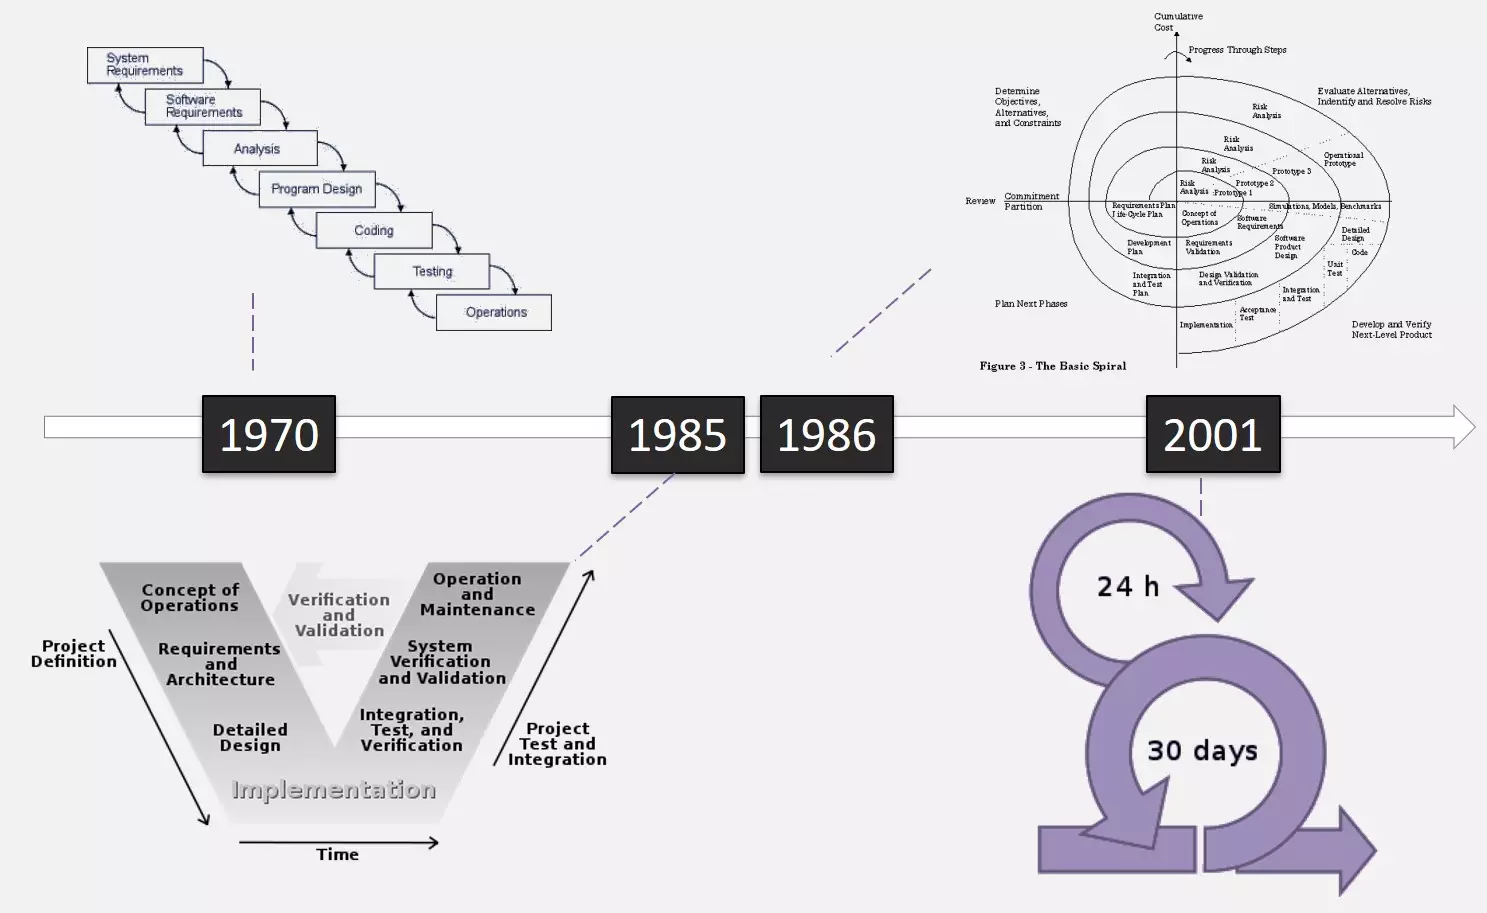 System
Requirements
Software
Requirements
Analysis
Program Design
Coding
Testing
Operations
Cumulative
Cost
Progress Through Steps
Determine
Objectives,
Alternatives,
and Constraints
Evaluate Alternatives,
Indentify and Resolve Risks
Risk
Analysis
Risk
Analysis
Risk
Analysis
Risk
Analysis
Operational
Prototype
Prototype 3
Prototype 2
Prototype 1
Review
Commitment
Partition
Requirements Plan
Life-Cycle Plan
Concept of
Operations
Simulations, Models, Benchmarks
Software
Requirements
Detailed
Design
Development
Plan
Requirements
Validation
Software
Product
Design
Code
Unit
Test
Integration
and Test
Plan
Design Validation
and Verification
Integration
and Test
Plan Next Phases
Acceptance
Test
Implementation
Develop and Verify
Next-Level Product
Figure 3 - The Basic Spiral
1970
1985
1986
2001
Concept of
Operations
Requirements
and
Architecture
Detailed
Design
Verification
and
Validation
Operation
and
Maintenance
System
Verification
and Validation
Integration,
Test, and
Verification
Implementation
Project
Definition
Project
Test and
Integration
Time
24 h
30 days